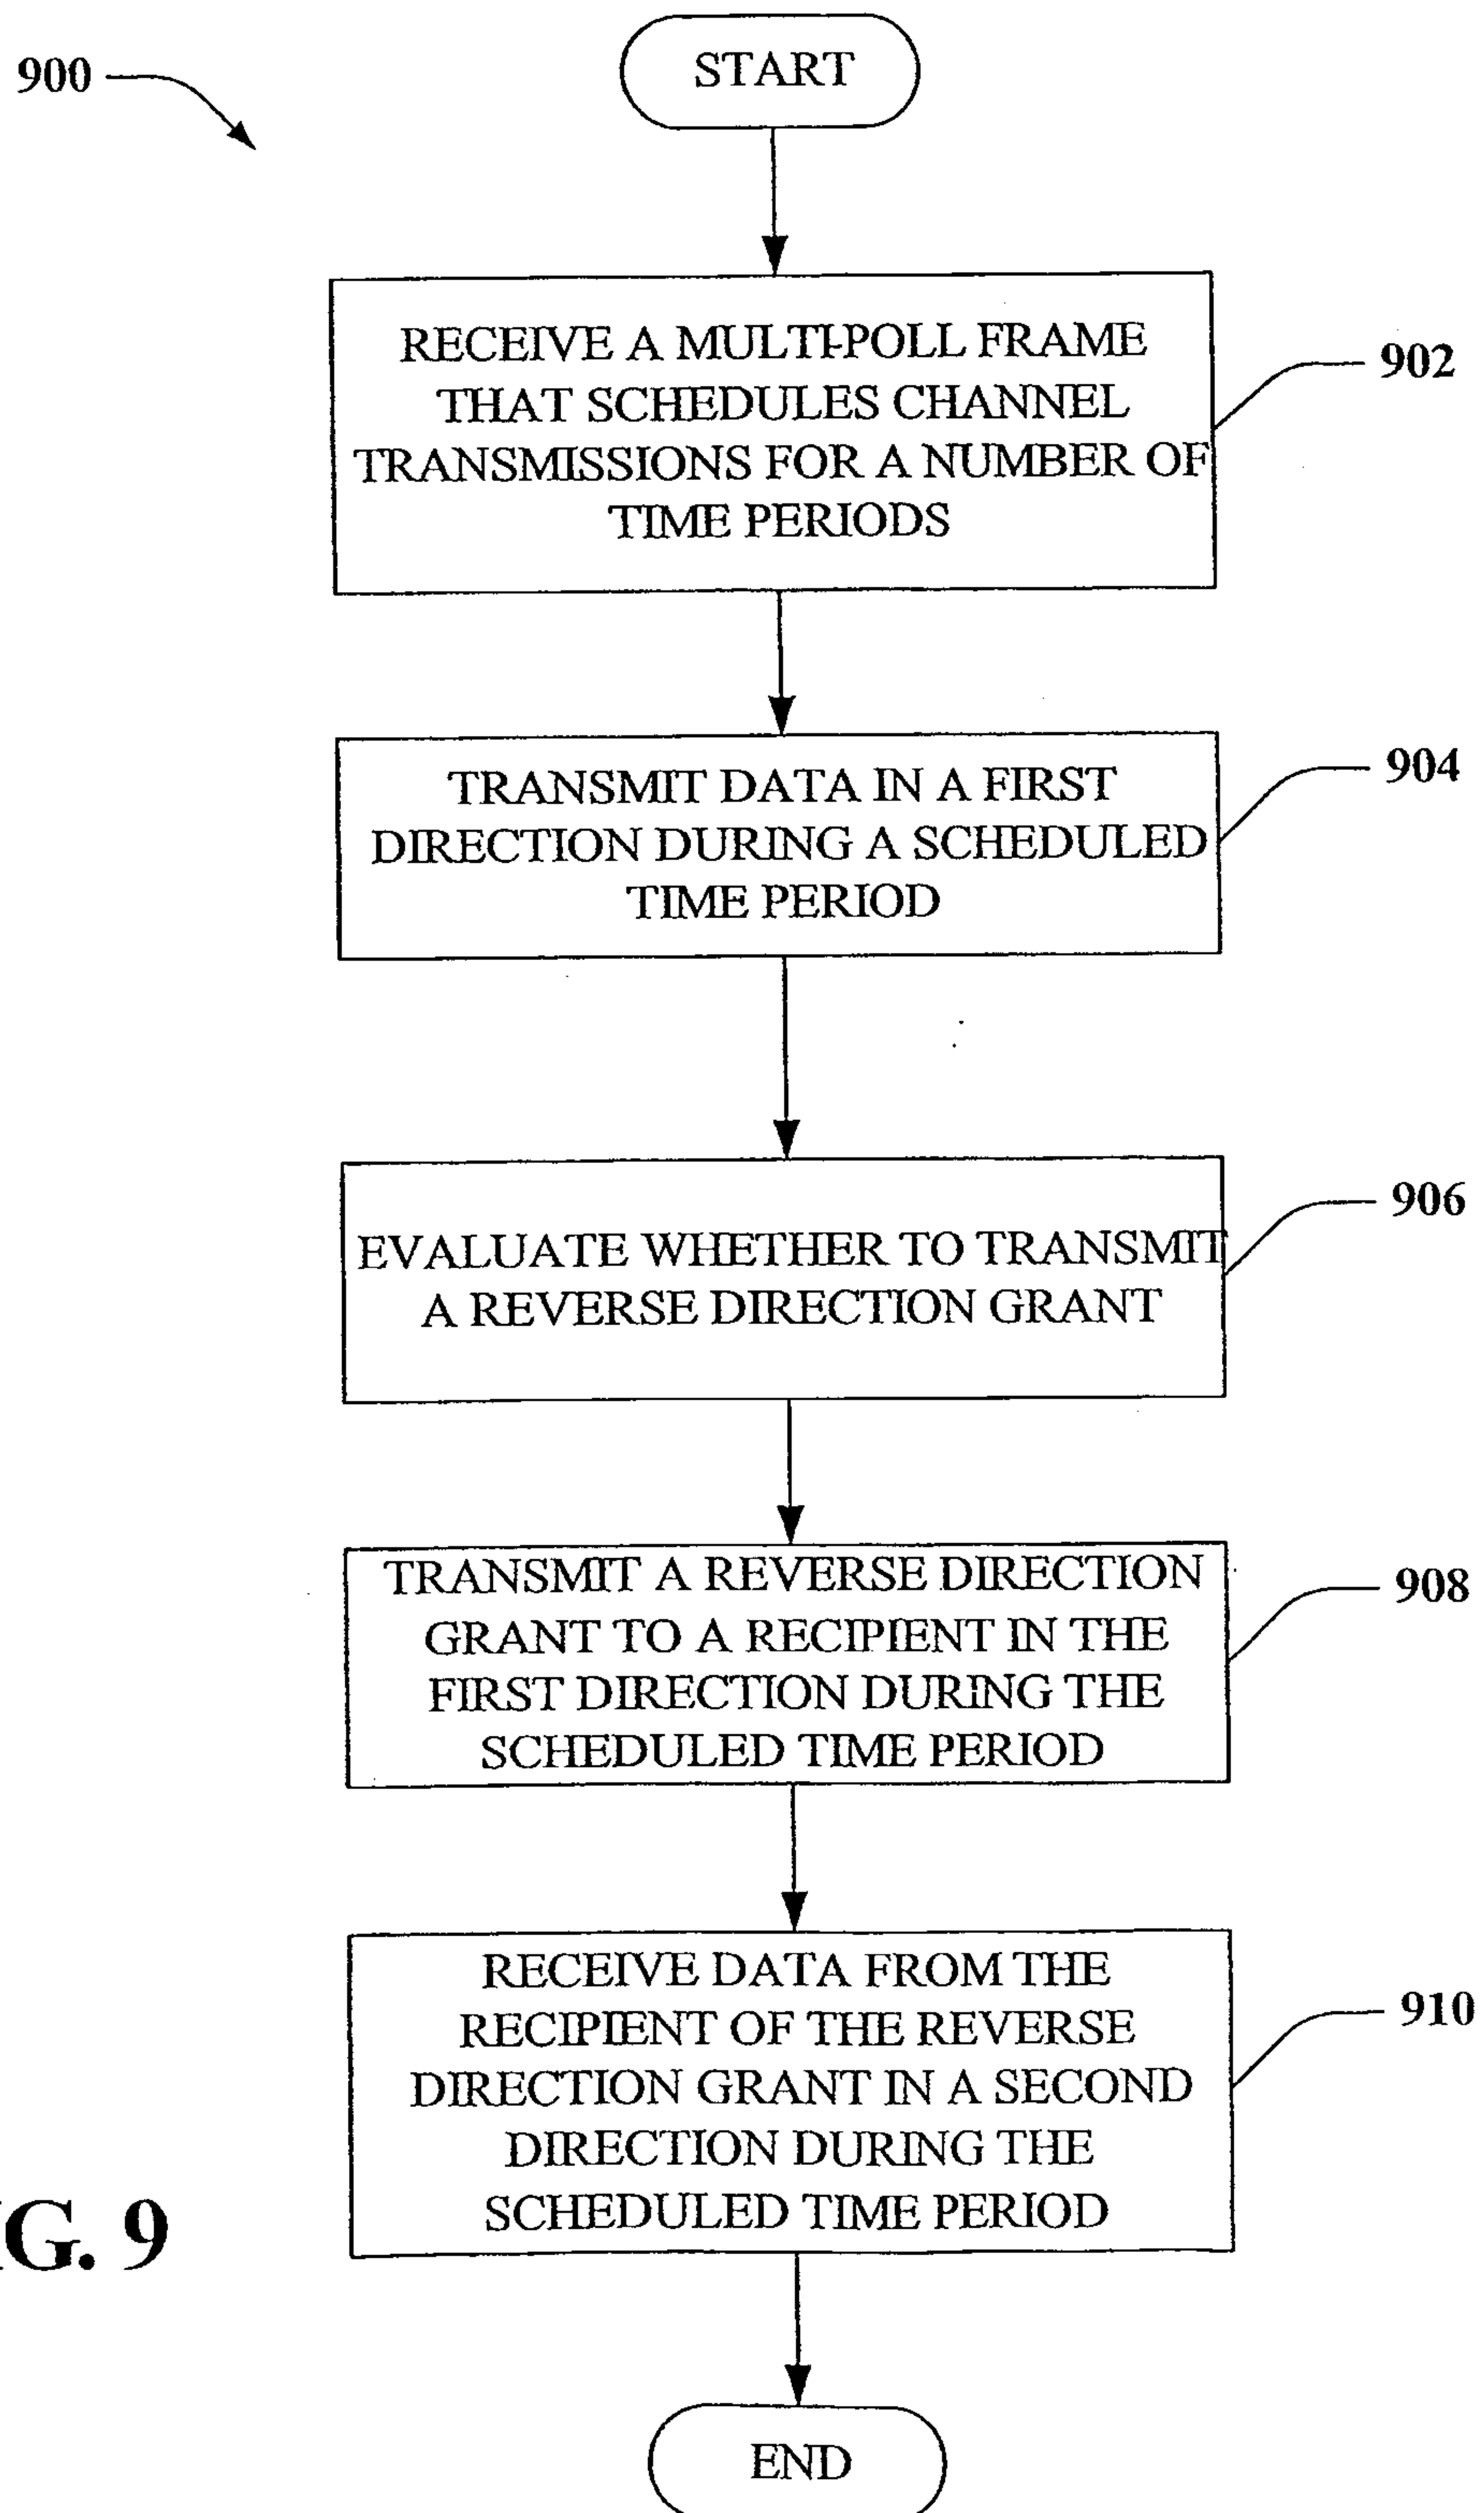 START
900
RECEIVE A MULTI-POLL FRAME
THAT SCHEDULES CHANNEL
TRANSMISSIONS FOR A NUMBER OF
TIME PERIODS
902
TRANSMIT DATA IN A FIRST
DIRECTION DURING A SCHEDULED
TIME PERIOD
904
EVALUATE WHETHER TO TRANSMIT
A REVERSE DIRECTION GRANT
906
TRANSMIT A REVERSE DIRECTION
GRANT TO A RECIPIENT IN THE
FIRST DIRECTION DURING THE
SCHEDULED TIME PERIOD
908
RECEIVE DATA FROM THE
RECIPIENT OF THE REVERSE
DIRECTION GRANT IN A SECOND
DIRECTION DURING THE
SCHEDULED TIME PERIOD
910
G. 9
END